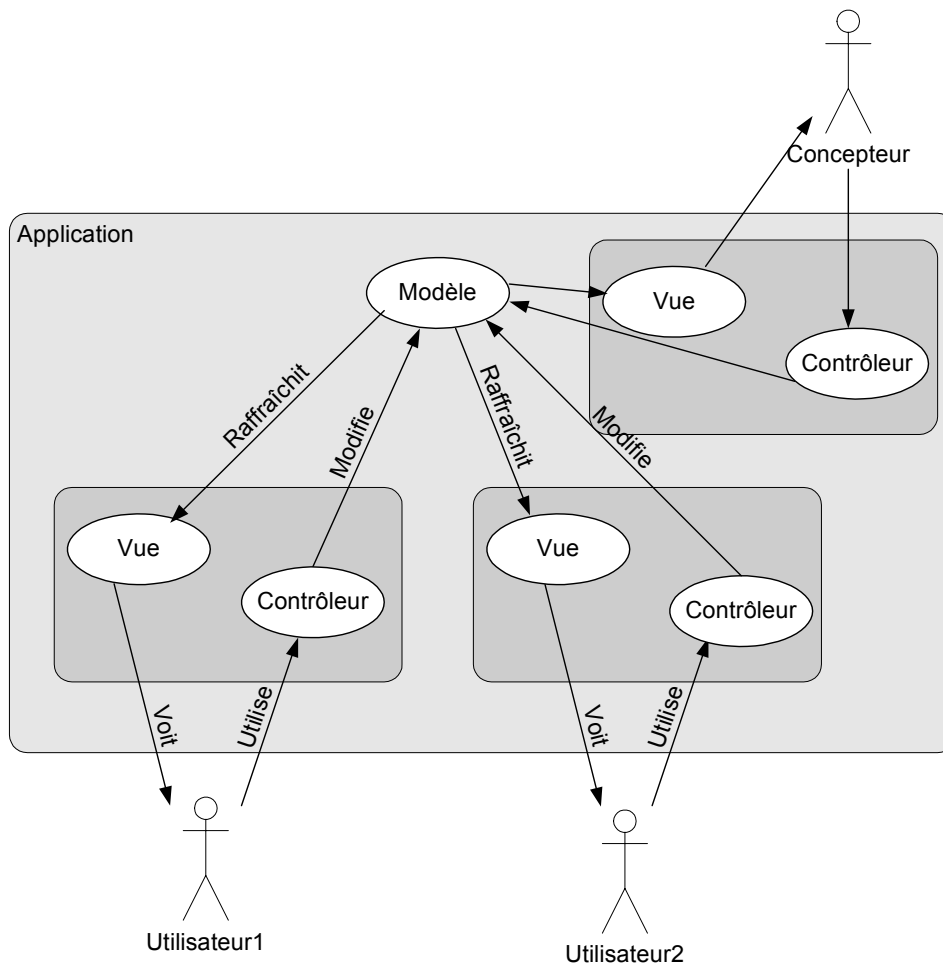 Concepteur
Application
Modèle
Vue
Contrôleur
Raffraîchit
Modifie
Raffraîchit
Modifie
Vue
Contrôleur
Vue
Contrôleur
Voit
Utilise
Voit
Utilise
Utilisateur1
Utilisateur2